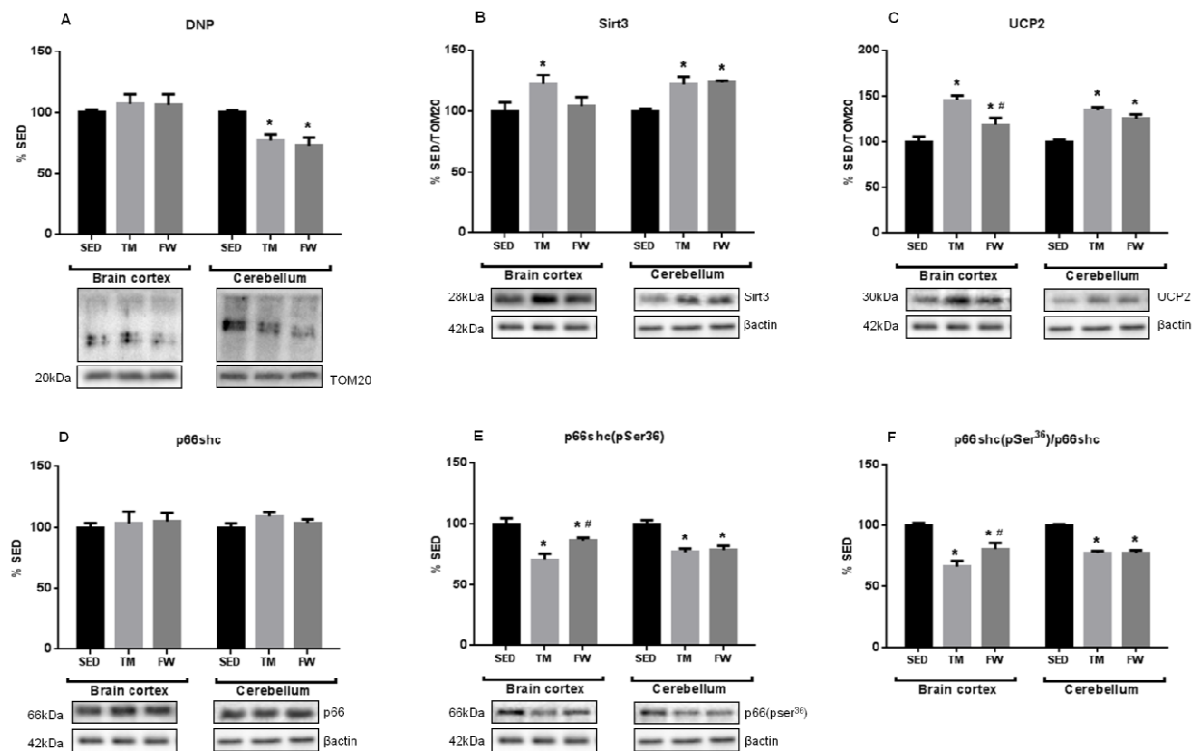 A
DNP
150
100
50
0
% SED
SED TM FW SED TM FW
* *
Brain cortex Cerebellum
20kDa
TOM20
B
Sirt3
150
100
50
0
% SED/TOM20
* * *
SED TM FW SED TM FW
Brain cortex Cerebellum
28kDa Sirt3
42kDa βactin
C
UCP2
200
150
100
50
0
% SED/TOM20
* * # * *
SED TM FW SED TM FW
Brain cortex Cerebellum
30kDa UCP2
42kDa βactin
D
p66shc
150
100
50
0
% SED
SED TM FW SED TM FW
Brain cortex Cerebellum
66kDa p66
42kDa βactin
E
p66shc(pSer36)
150
100
50
0
% SED
* * # * *
SED TM FW SED TM FW
Brain cortex Cerebellum
66kDa p66(pser³⁶)
42kDa βactin
F
p66shc(pSer³⁶)/p66shc
150
100
50
0
% SED
* * # * *
SED TM FW SED TM FW
Brain cortex Cerebellum